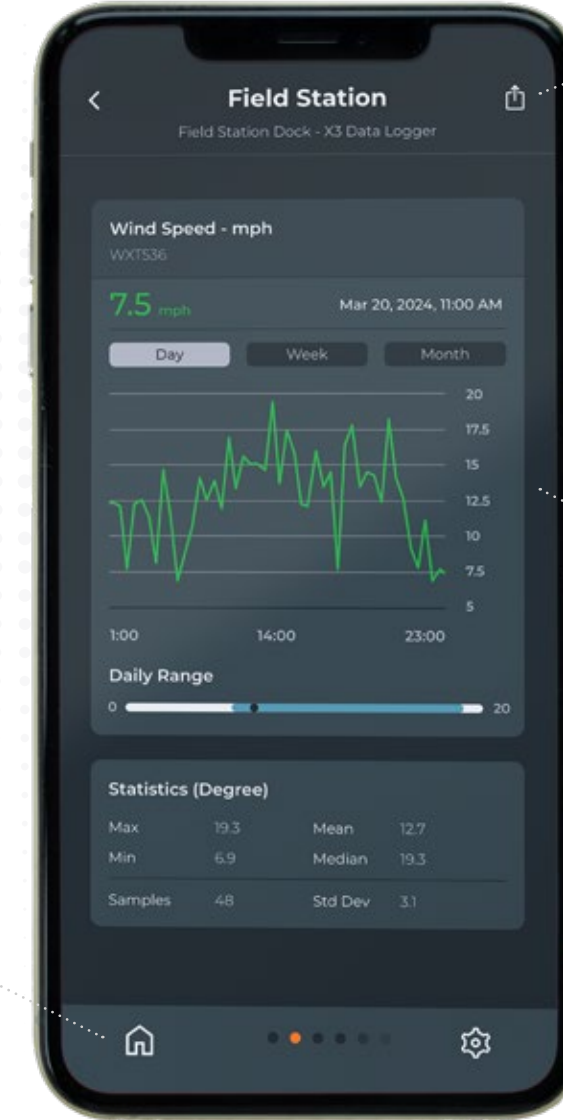 Field Station
Field Station Dock - X3 Data Logger
Wind Speed - mph
WXT536
7.5 mph Mar 20, 2024, 11:00 AM
Day Week Month
20
17.5
15
12.5
10
7.5
5
1:00 14:00 23:00
Daily Range
0 20
Statistics (Degree)
Max 19.3 Mean 12.7
Min 6.9 Median 19.3
Samples 48 Std Dev 3.1